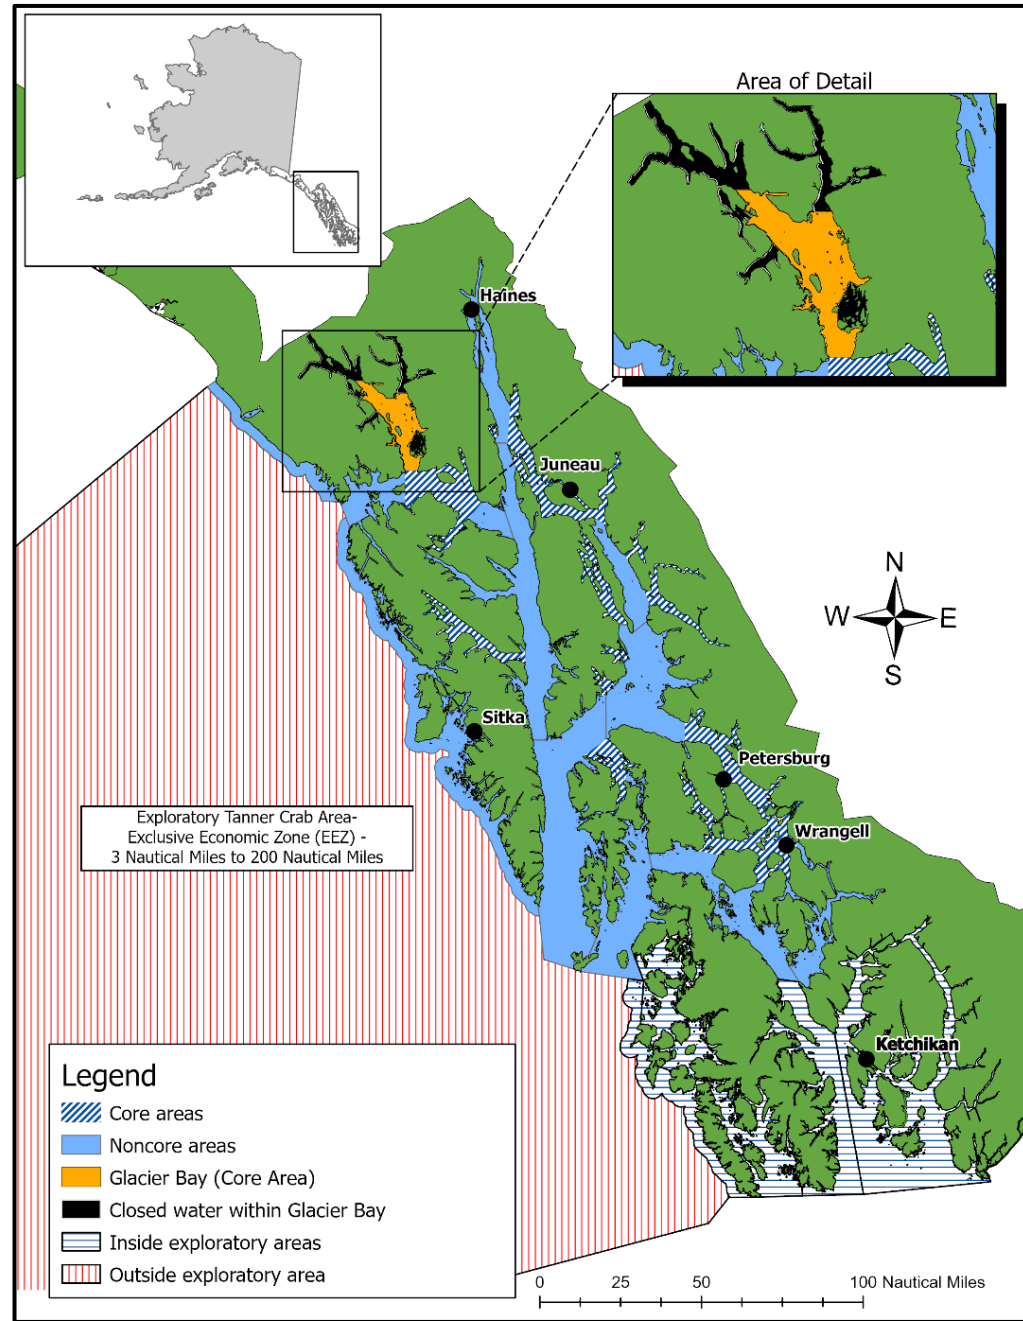 Area of Detail
Haines
Juneau
N
W
E
S
Sitka
Petersburg
Wrangell
Exploratory Tanner Crab Area-
Exclusive Economic Zone (EEZ) -
3 Nautical Miles to 200 Nautical Miles
Ketchikan
Legend
Core areas
Noncore areas
Glacier Bay (Core Area)
Closed water within Glacier Bay
Inside exploratory areas
Outside exploratory area
0 25 50 100 Nautical Miles